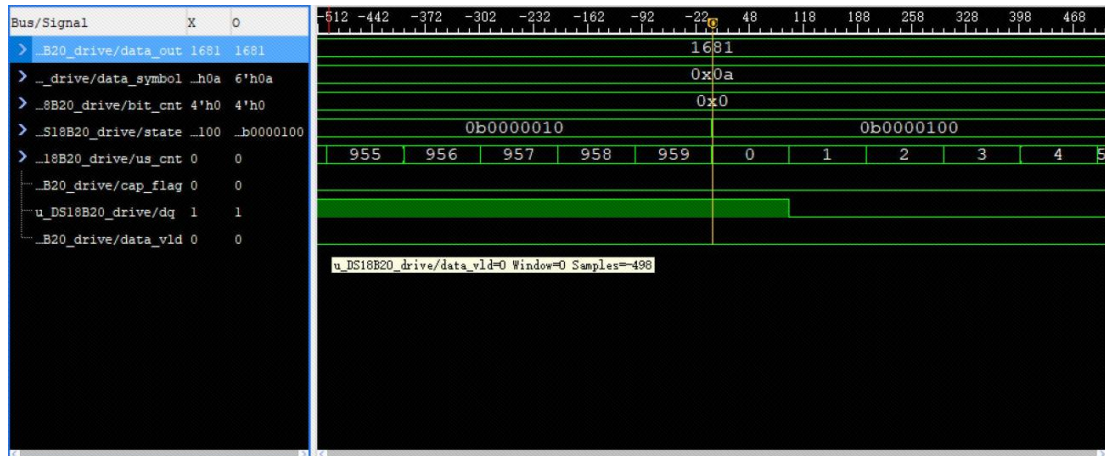 Bus/Signal X O -512 -442 -372 -302 -232 -162 -92 -22 0 48 118 188 258 328 398 468
…B20_drive/data_out 1681 1681 1681
…_drive/data_symbol …h0a 6'h0a 0x0a
…8B20_drive/bit_cnt 4'h0 4'h0 0x0
…S18B20_drive/state …100 …b0000100 0b0000010 0b0000100
…18B20_drive/us_cnt 0 0 955 956 957 958 959 0 1 2 3 4 5
…B20_drive/cap_flag 0 0
u_DS18B20_drive/dq 1 1
…B20_drive/data_vld 0 0
u_DS18B20_drive/data_vld=0 Window=0 Samples=-498